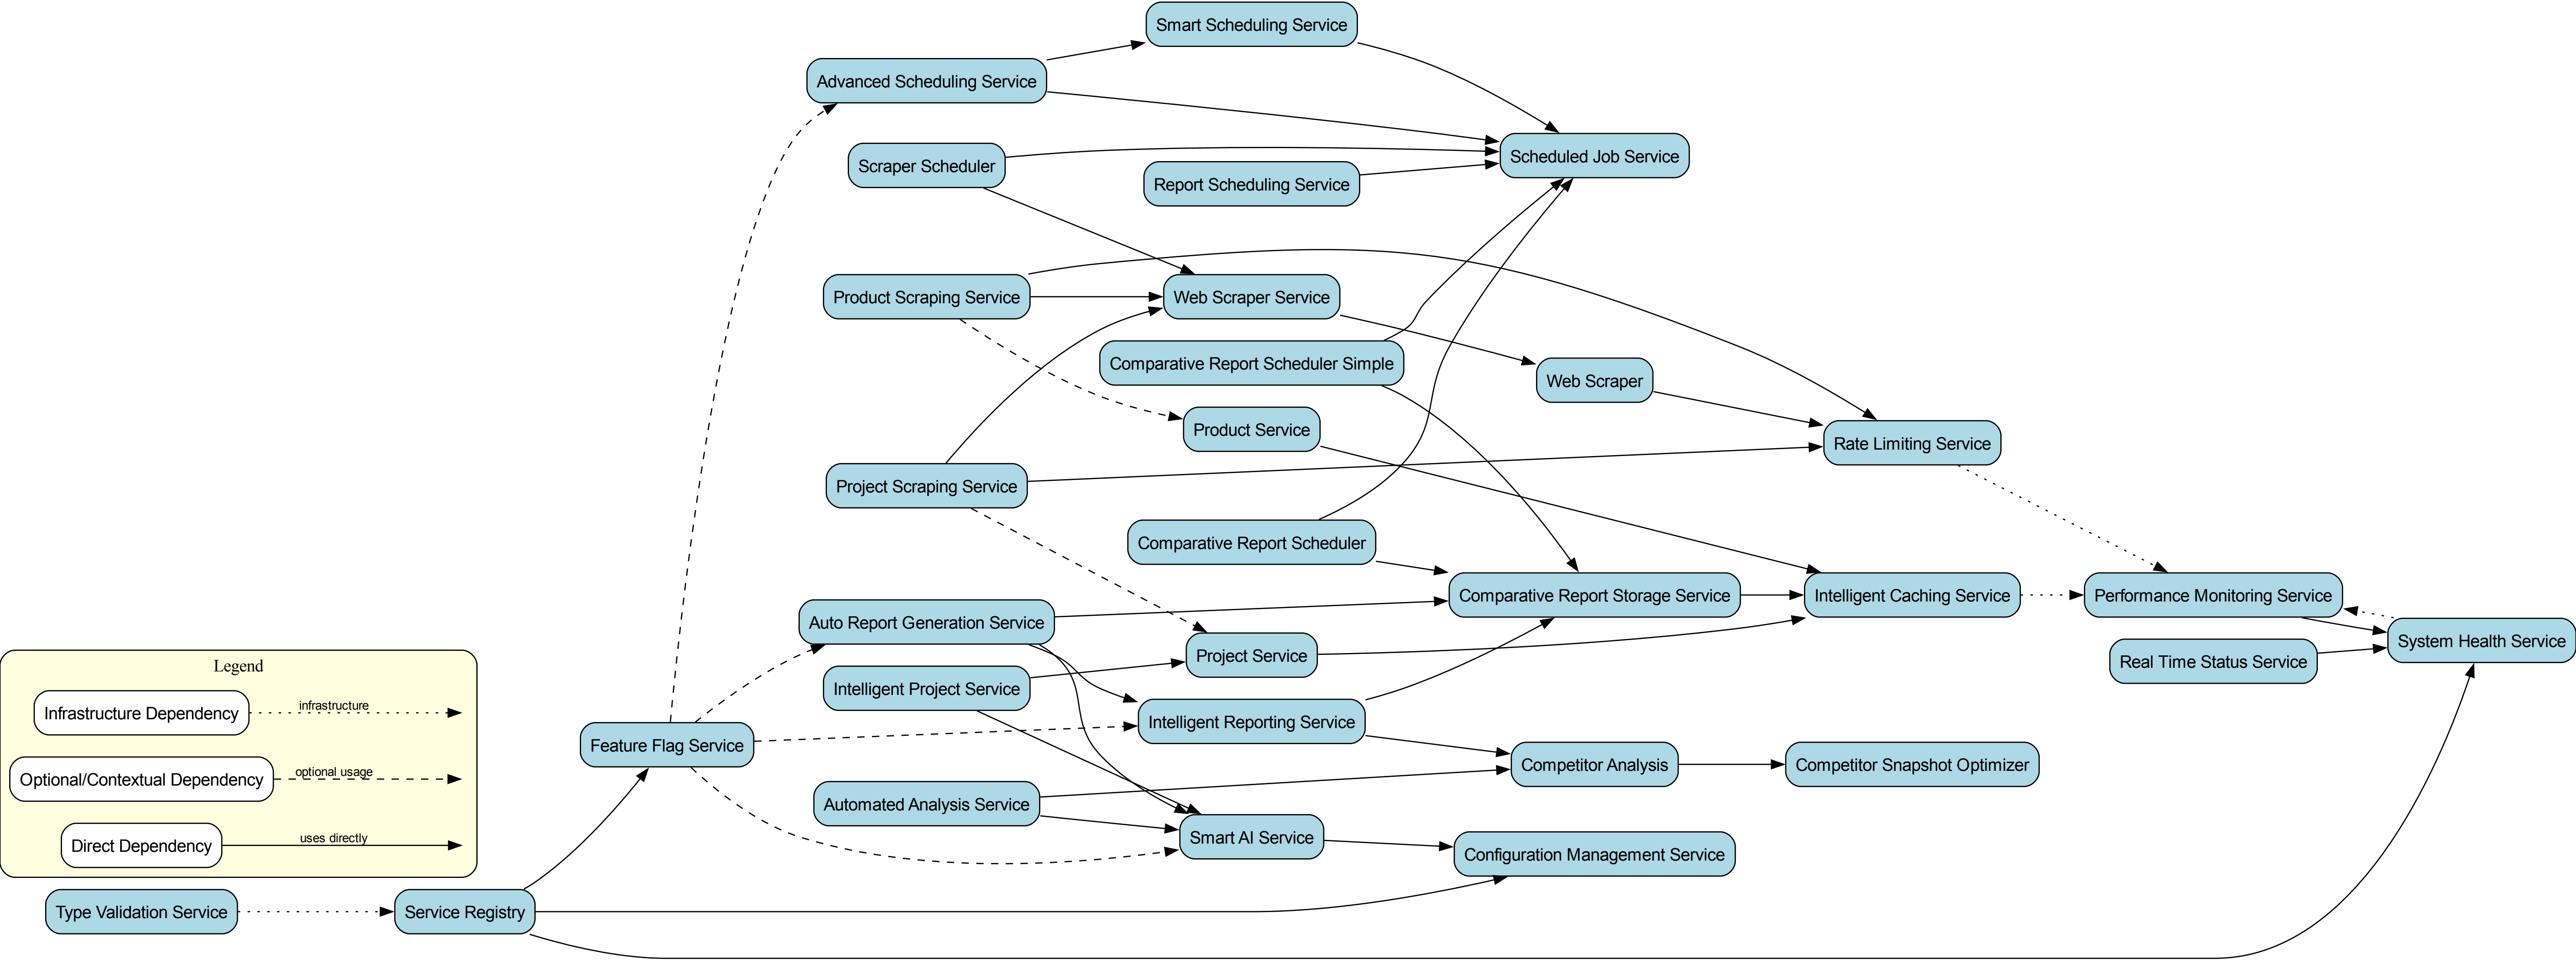 Smart Scheduling Service
Advanced Scheduling Service
Scheduled Job Service
Scraper Scheduler
Report Scheduling Service
Product Scraping Service
Web Scraper Service
Comparative Report Scheduler Simple
Web Scraper
Product Service
Rate Limiting Service
Project Scraping Service
Comparative Report Scheduler
Comparative Report Storage Service
Intelligent Caching Service
Performance Monitoring Service
Auto Report Generation Service
System Health Service
Project Service
Real Time Status Service
Intelligent Project Service
Intelligent Reporting Service
Feature Flag Service
Competitor Analysis
Competitor Snapshot Optimizer
Automated Analysis Service
Smart AI Service
Configuration Management Service
Legend
Infrastructure Dependency
infrastructure
Optional/Contextual Dependency
optional usage
Direct Dependency
uses directly
Type Validation Service
Service Registry